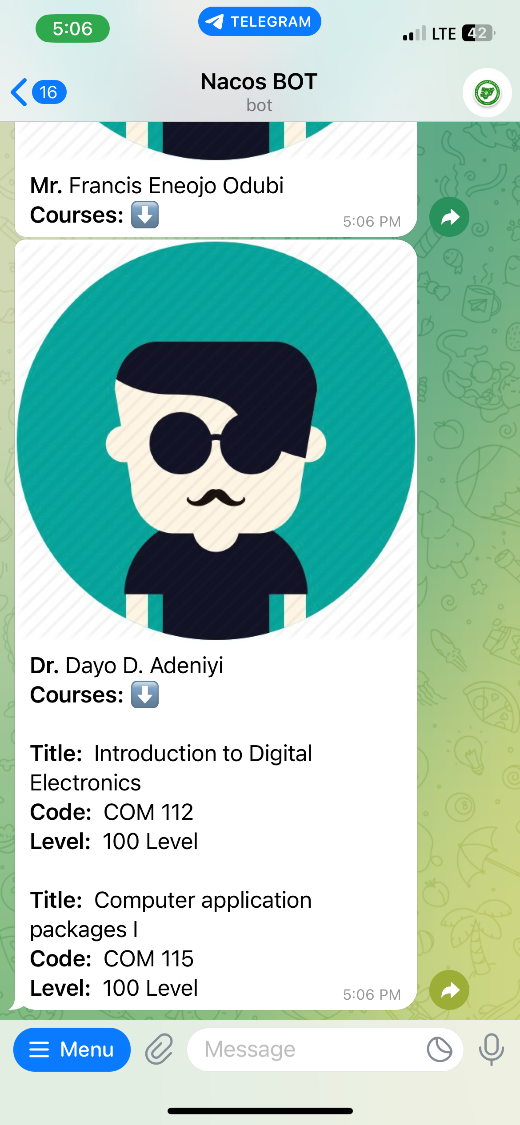 5:06
TELEGRAM
LTE
42
16
Nacos BOT
bot
Mr. Francis Eneojo Odubi
Courses: ⬇️
5:06 PM
Dr. Dayo D. Adeniyi
Courses: ⬇️
Title: Introduction to Digital
Electronics
Code: COM 112
Level: 100 Level
Title: Computer application
packages I
Code: COM 115
Level: 100 Level
5:06 PM
Menu
Message